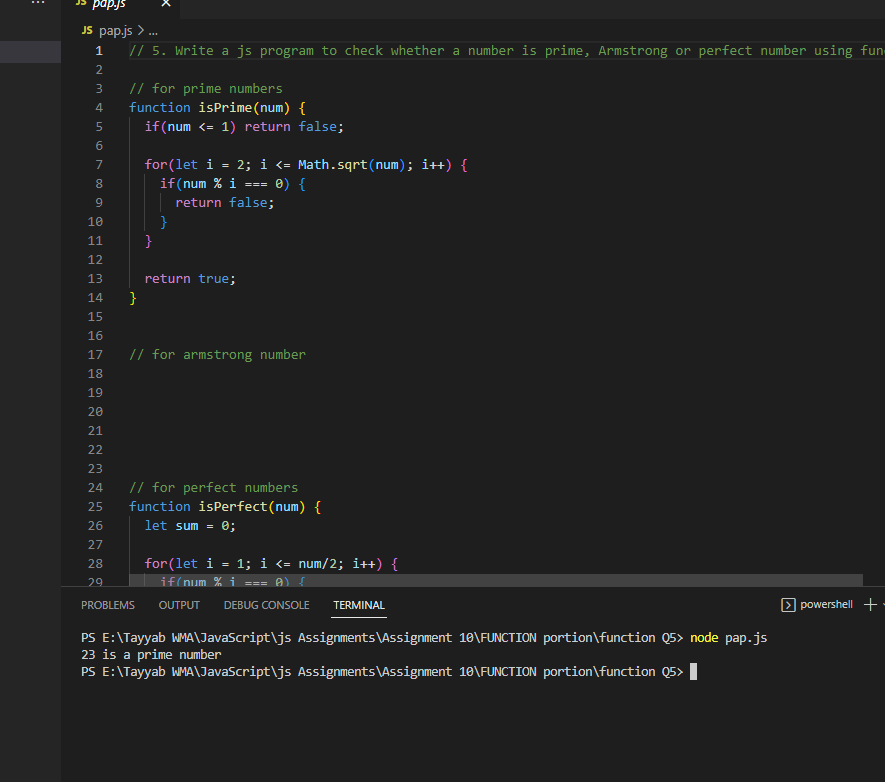 JS pap.js
JS pap.js > ...
1 // 5. Write a js program to check whether a number is prime, Armstrong or perfect number using fun
2
3 // for prime numbers
4 function isPrime(num) {
5 if(num <= 1) return false;
6
7 for(let i = 2; i <= Math.sqrt(num); i++) {
8 if(num % i === 0) {
9 return false;
10 }
11 }
12
13 return true;
14 }
15
16
17 // for armstrong number
18
19
20
21
22
23
24 // for perfect numbers
25 function isPerfect(num) {
26 let sum = 0;
27
28 for(let i = 1; i <= num/2; i++) {
29 if(num % i === 0) {
PROBLEMS OUTPUT DEBUG CONSOLE TERMINAL powershell
PS E:\Tayyab WMA\JavaScript\js Assignments\Assignment 10\FUNCTION portion\function Q5> node pap.js
23 is a prime number
PS E:\Tayyab WMA\JavaScript\js Assignments\Assignment 10\FUNCTION portion\function Q5>